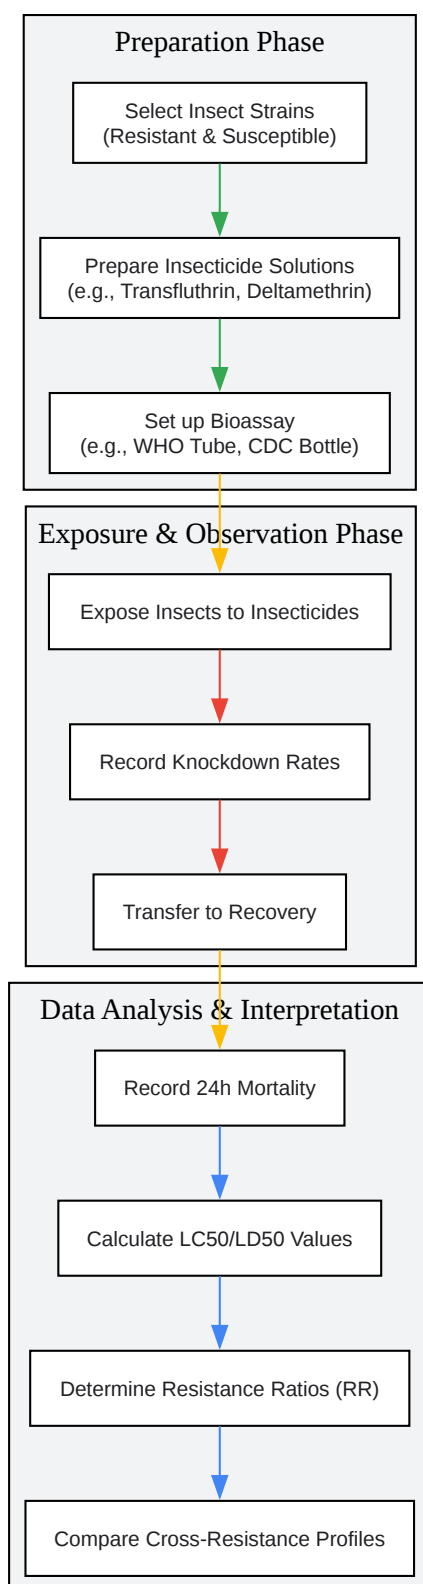 Preparation Phase
Select Insect Strains
(Resistant & Susceptible)
Prepare Insecticide Solutions
(e.g., Transfluthrin, Deltamethrin)
Set up Bioassay
(e.g., WHO Tube, CDC Bottle)
Exposure & Observation Phase
Expose Insects to Insecticides
Record Knockdown Rates
Transfer to Recovery
Data Analysis & Interpretation
Record 24h Mortality
Calculate LC50/LD50 Values
Determine Resistance Ratios (RR)
Compare Cross-Resistance Profiles